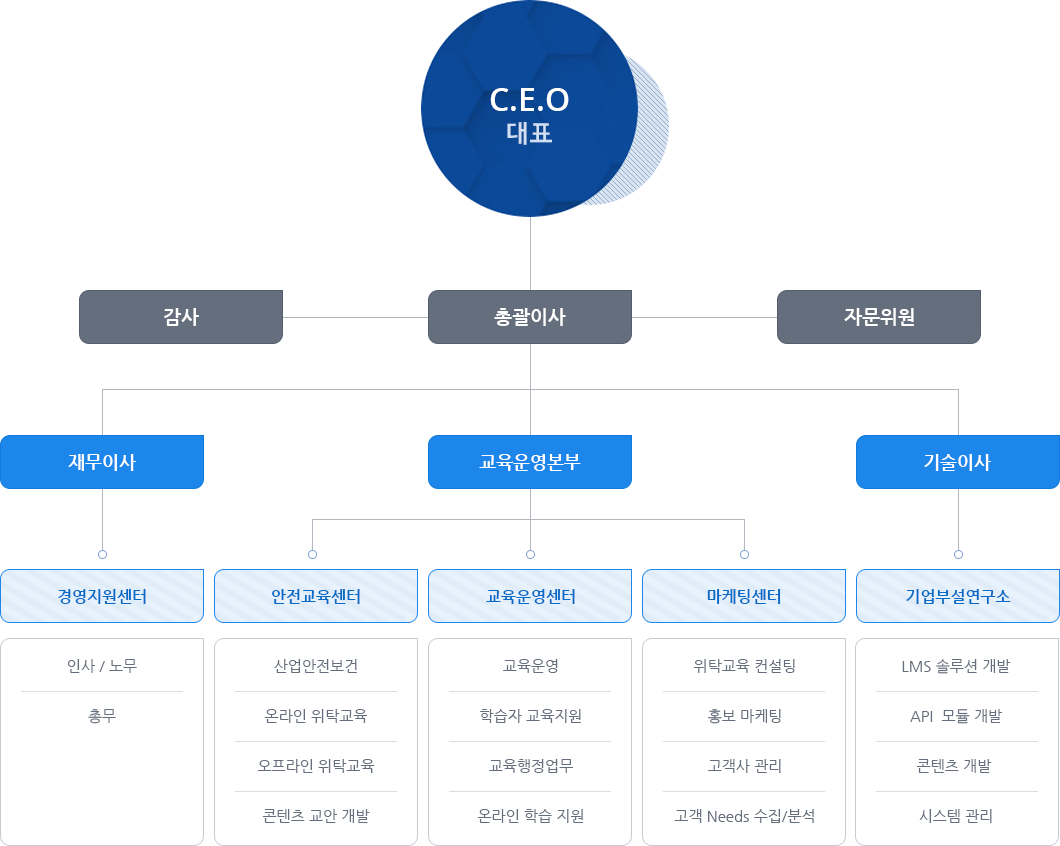 C.E.O
대표
감사
총괄이사
자문위원
재무이사
교육운영본부
기술이사
경영지원센터
안전교육센터
교육운영센터
마케팅센터
기업부설연구소
인사 / 노무
총무
산업안전보건
온라인 위탁교육
오프라인 위탁교육
콘텐츠 교안 개발
교육운영
학습자 교육지원
교육행정업무
온라인 학습 지원
위탁교육 컨설팅
홍보 마케팅
고객사 관리
고객 Needs 수집/분석
LMS 솔루션 개발
API 모듈 개발
콘텐츠 개발
시스템 관리